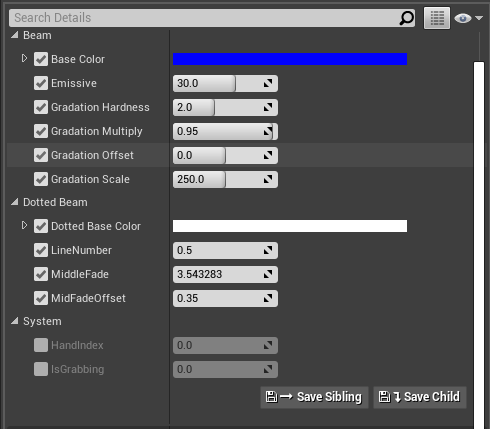 Search Details
Beam
Base Color
Emissive 30.0
Gradation Hardness 2.0
Gradation Multiply 0.95
Gradation Offset 0.0
Gradation Scale 250.0
Dotted Beam
Dotted Base Color
LineNumber 0.5
MiddleFade 3.543283
MidFadeOffset 0.35
System
HandIndex 0.0
IsGrabbing 0.0
Save Sibling Save Child